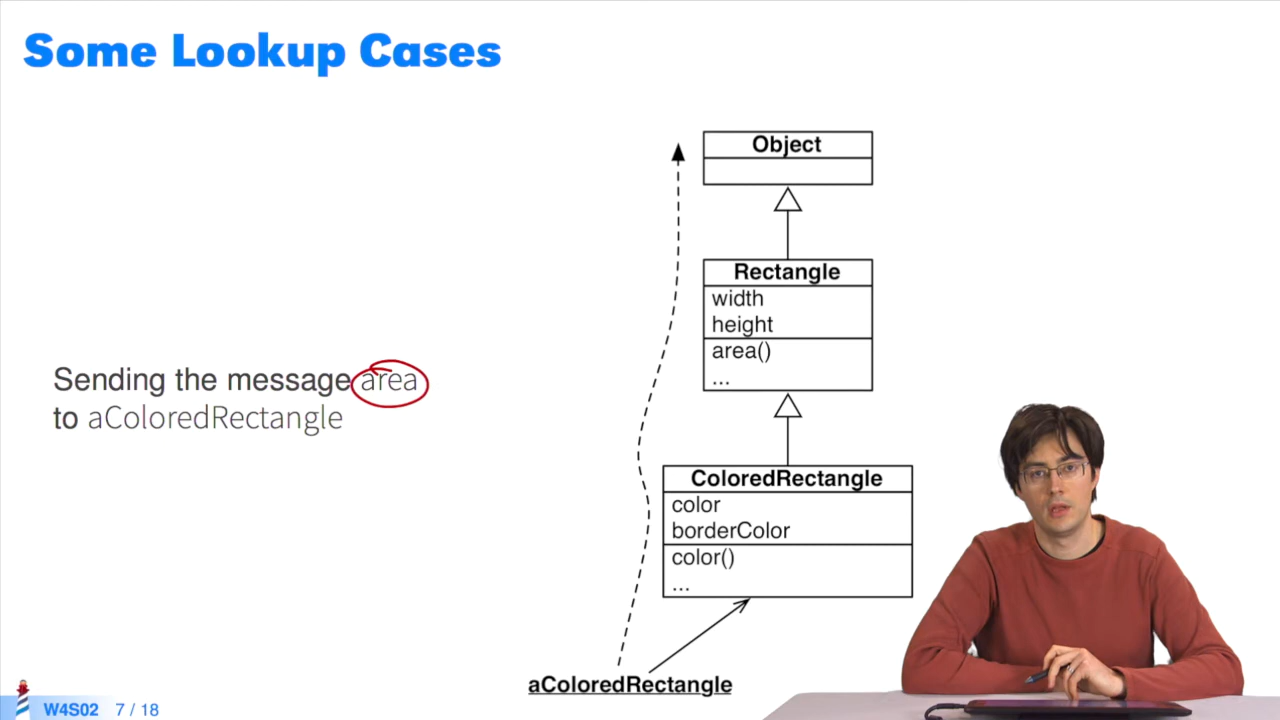 Some Lookup Cases
Object
Rectangle
width
height
area()
...
Sending the message area
to aColoredRectangle
ColoredRectangle
color
borderColor
color()
...
aColoredRectangle
W4S02 7 / 18